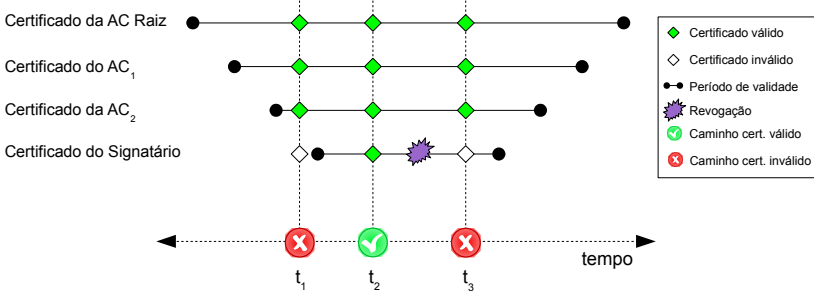 Certificado da AC Raiz
Certificado do AC₁
Certificado da AC₂
Certificado do Signatário
Certificado válido
Certificado inválido
Período de validade
Revogação
Caminho cert. válido
Caminho cert. inválido
tempo
t₁ t₂ t₃